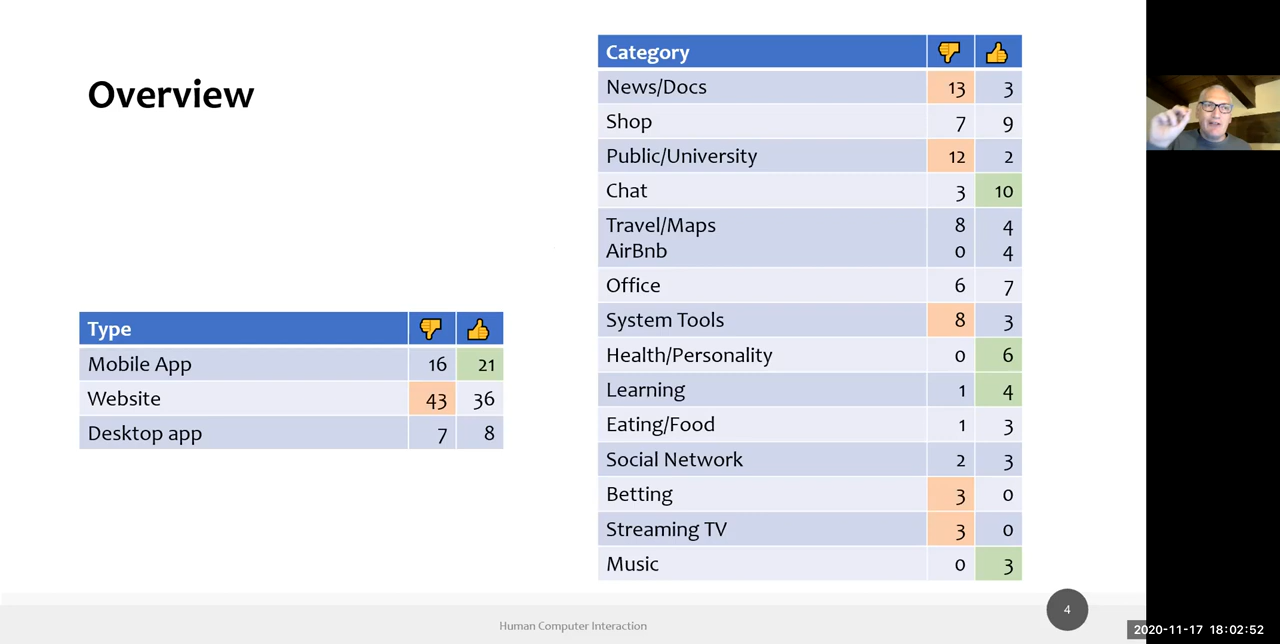 Overview
Type 👎 👍
Mobile App 16 21
Website 43 36
Desktop app 7 8
Category 👎 👍
News/Docs 13 3
Shop 7 9
Public/University 12 2
Chat 3 10
Travel/Maps 8 4
AirBnb 0 4
Office 6 7
System Tools 8 3
Health/Personality 0 6
Learning 1 4
Eating/Food 1 3
Social Network 2 3
Betting 3 0
Streaming TV 3 0
Music 0 3
Human Computer Interaction
4
2020-11-17 18:02:52